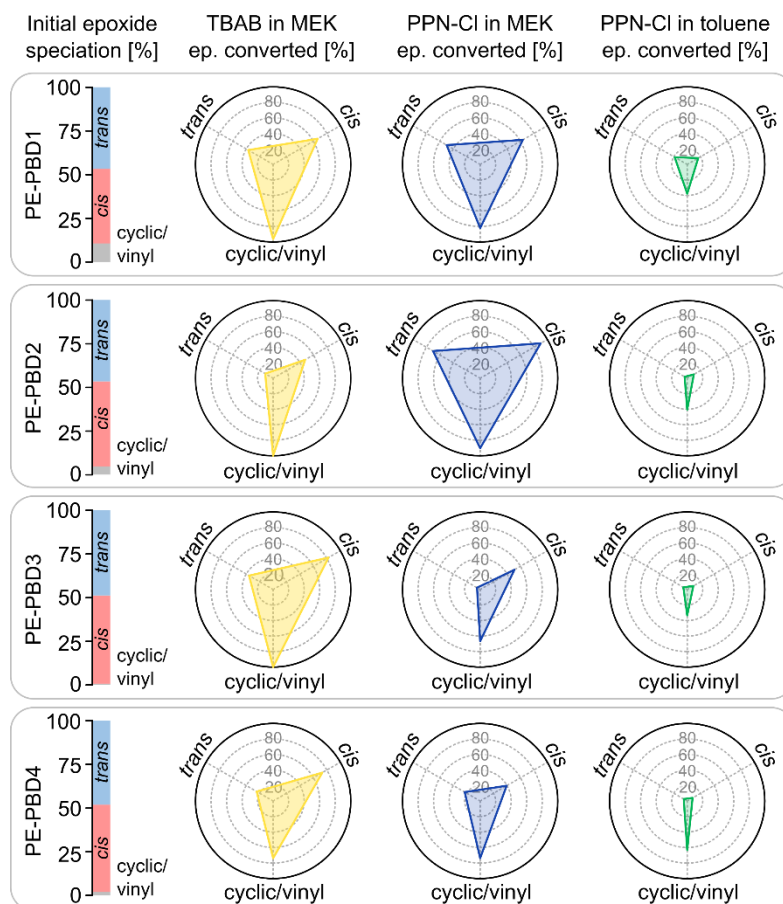 Initial epoxide speciation [%]
TBAB in MEK ep. converted [%]
PPN-Cl in MEK ep. converted [%]
PPN-Cl in toluene ep. converted [%]
PE-PBD1
100
75
50
25
0
trans
cis
cyclic/
vinyl
trans
cis
80
60
40
20
cyclic/vinyl
trans
cis
80
60
40
20
cyclic/vinyl
trans
cis
80
60
40
20
cyclic/vinyl
PE-PBD2
100
75
50
25
0
trans
cis
cyclic/
vinyl
trans
cis
80
60
40
20
cyclic/vinyl
trans
cis
80
60
40
20
cyclic/vinyl
trans
cis
80
60
40
20
cyclic/vinyl
PE-PBD3
100
75
50
25
0
trans
cis
cyclic/
vinyl
trans
cis
80
60
40
20
cyclic/vinyl
trans
cis
80
60
40
20
cyclic/vinyl
trans
cis
80
60
40
20
cyclic/vinyl
PE-PBD4
100
75
50
25
0
trans
cis
cyclic/
vinyl
trans
cis
80
60
40
20
cyclic/vinyl
trans
cis
80
60
40
20
cyclic/vinyl
trans
cis
80
60
40
20
cyclic/vinyl